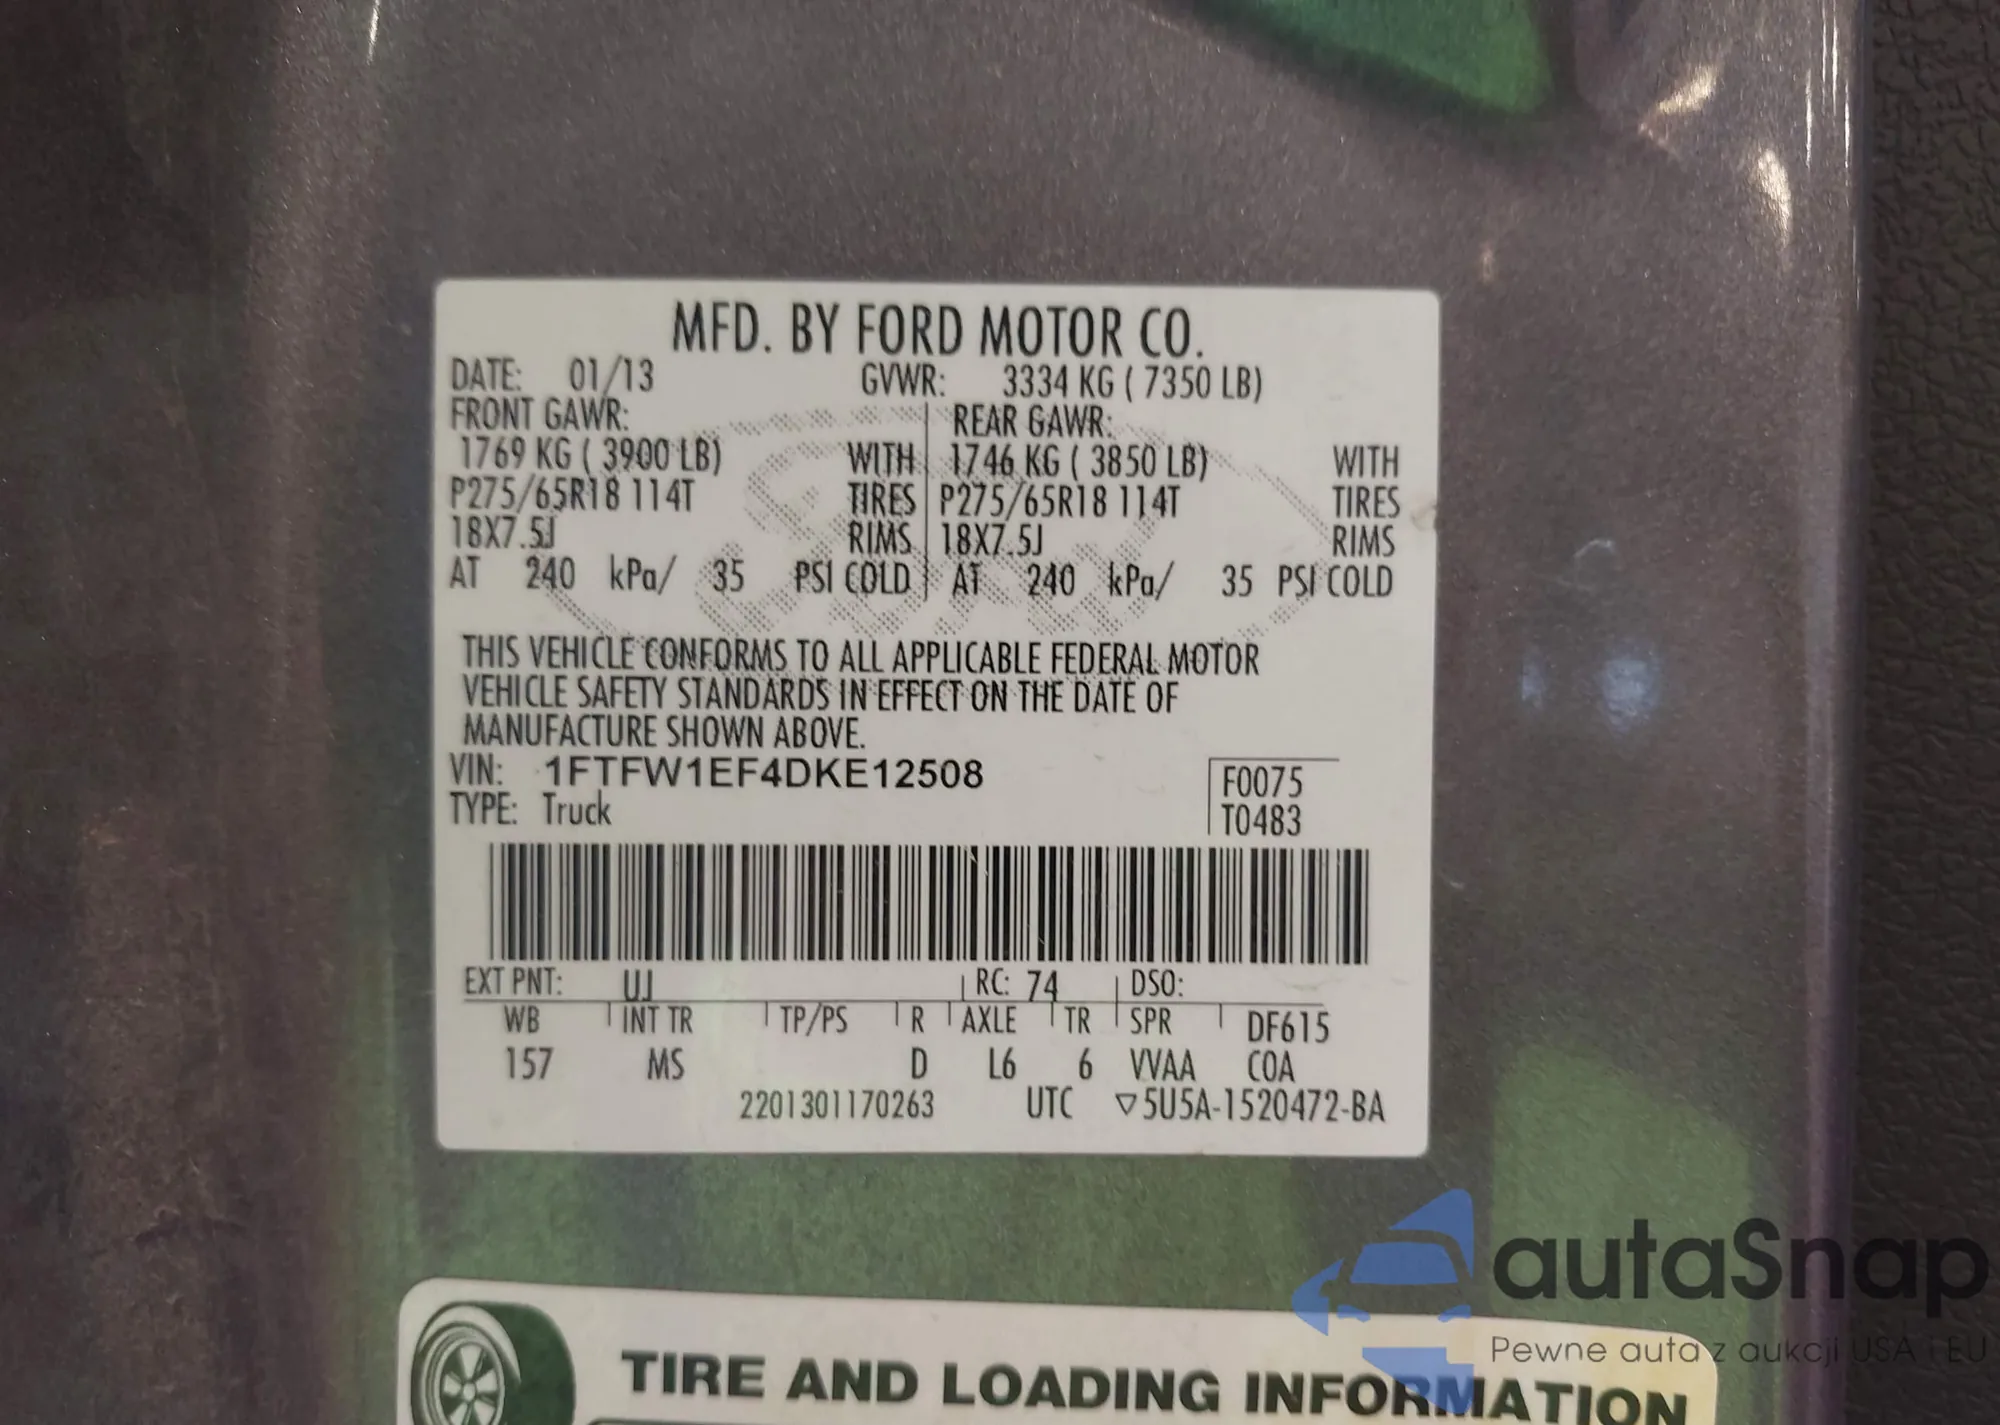 MFD. BY FORD MOTOR CO.
DATE: 01/13 GVWR: 3334 KG ( 7350 LB)
FRONT GAWR: REAR GAWR:
1769 KG ( 3900 LB) WITH 1746 KG ( 3850 LB) WITH
P275/65R18 114T TIRES P275/65R18 114T TIRES
18X7.5J RIMS 18X7.5J RIMS
AT 240 kPa/ 35 PSI COLD AT 240 kPa/ 35 PSI COLD
THIS VEHICLE CONFORMS TO ALL APPLICABLE FEDERAL MOTOR
VEHICLE SAFETY STANDARDS IN EFFECT ON THE DATE OF
MANUFACTURE SHOWN ABOVE.
VIN: 1FTFW1EF4DKE12508 F0075
TYPE: Truck T0483
EXT PNT: UJ RC: 74 DSO:
WB INT TR TP/PS R AXLE TR SPR DF615
157 MS D L6 6 VVAA COA
2201301170263 UTC ▽5U5A-1520472-BA
autaSnap
Pewne auta z aukcji USA i EU
TIRE AND LOADING INFORMATION